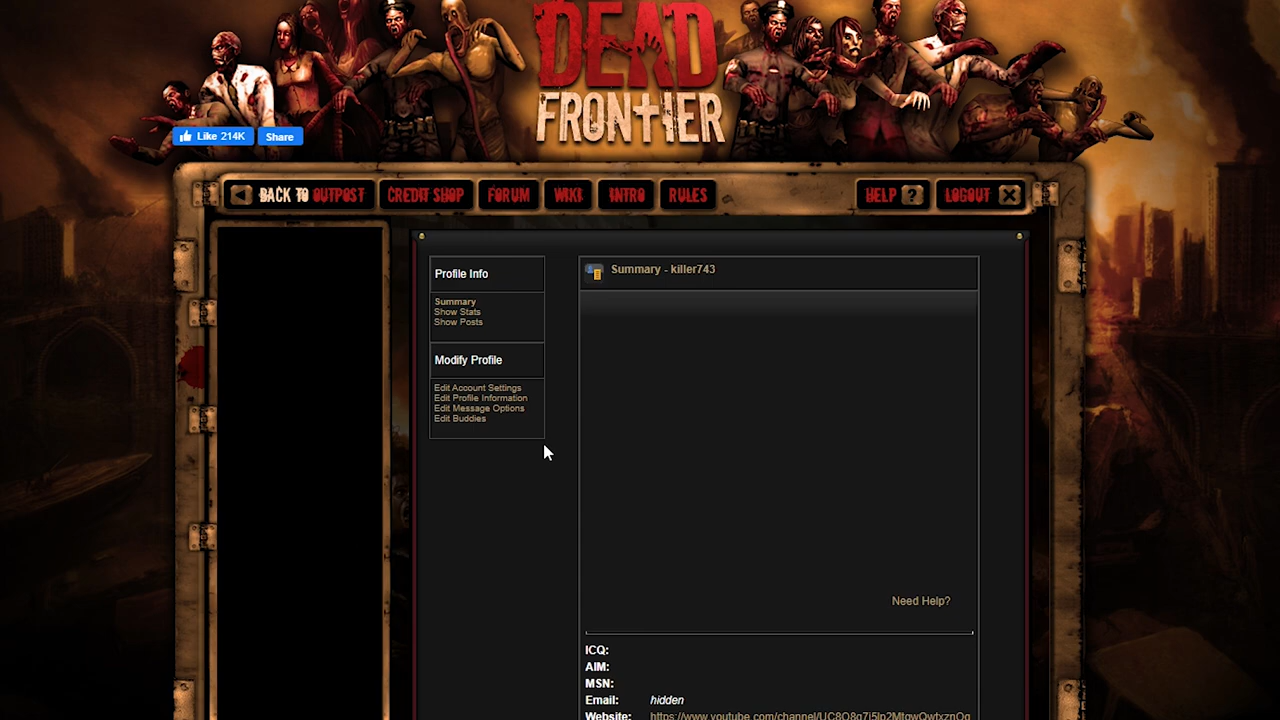 DEAD
FRONTIER
Like 214K
Share
BACK TO OUTPOST
CREDIT SHOP
FORUM
WIKI
INTRO
RULES
HELP ?
LOGOUT X
Profile Info
Summary
Show Stats
Show Posts
Modify Profile
Edit Account Settings
Edit Profile Information
Edit Message Options
Edit Buddies
Summary - killer743
Need Help?
ICQ:
AIM:
MSN:
Email: hidden
Website: